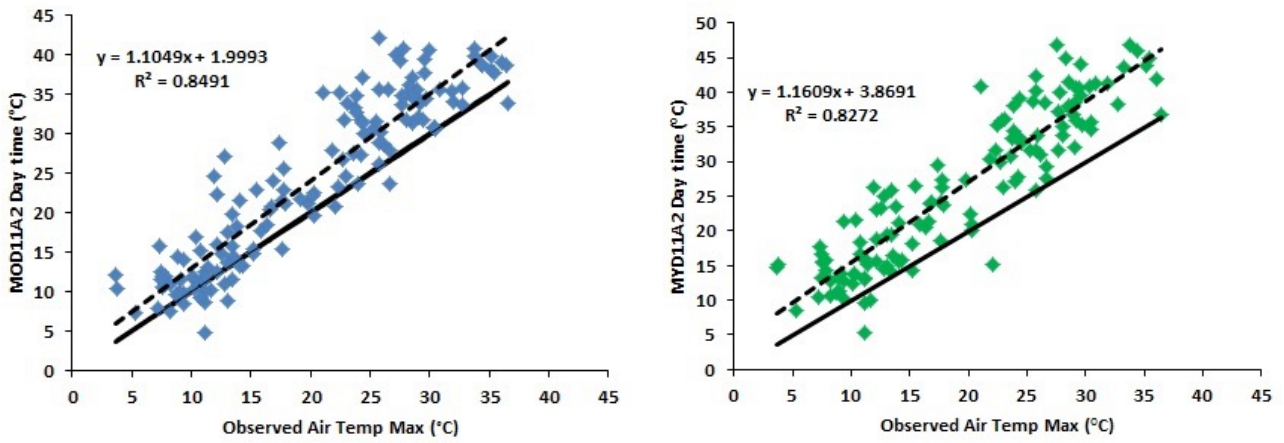 45
40
35
30
25
20
15
10
5
0
MOD11A2 Day time (°C)
y = 1.1049x + 1.9993
R² = 0.8491
0 5 10 15 20 25 30 35 40 45
Observed Air Temp Max (°C)
50
45
40
35
30
25
20
15
10
5
0
MYD11A2 Day time (°C)
y = 1.1609x + 3.8691
R² = 0.8272
0 5 10 15 20 25 30 35 40 45
Observed Air Temp Max (°C)